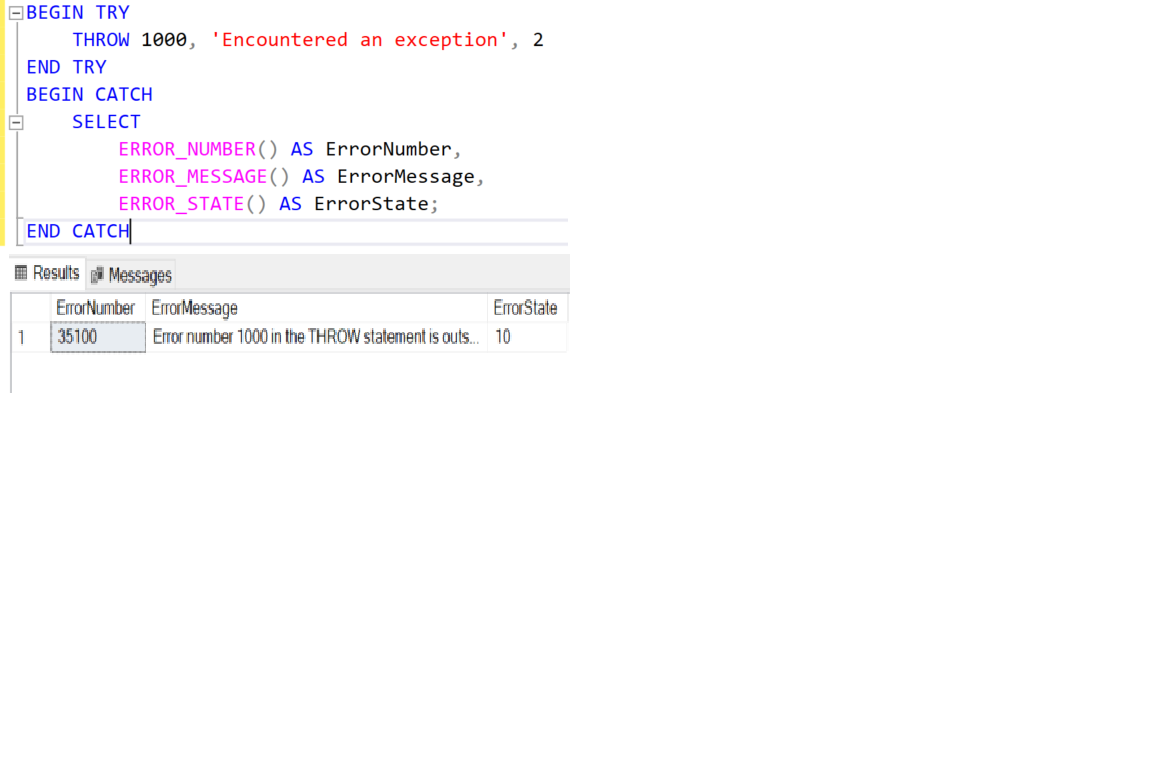 BEGIN TRY
THROW 1000, 'Encountered an exception', 2
END TRY
BEGIN CATCH
SELECT
ERROR_NUMBER() AS ErrorNumber,
ERROR_MESSAGE() AS ErrorMessage,
ERROR_STATE() AS ErrorState;
END CATCH
Results Messages
ErrorNumber ErrorMessage ErrorState
1 35100 Error number 1000 in the THROW statement is outs... 10